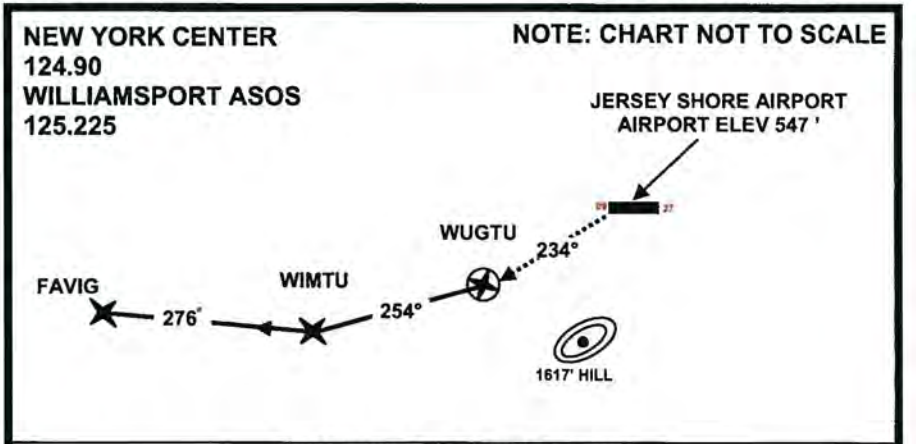 NEW YORK CENTER
124.90
WILLIAMSPORT ASOS
125.225
NOTE: CHART NOT TO SCALE
JERSEY SHORE AIRPORT
AIRPORT ELEV 547 '
09 27
WUGTU
234°
FAVIG
WIMTU
276°
254°
1617' HILL